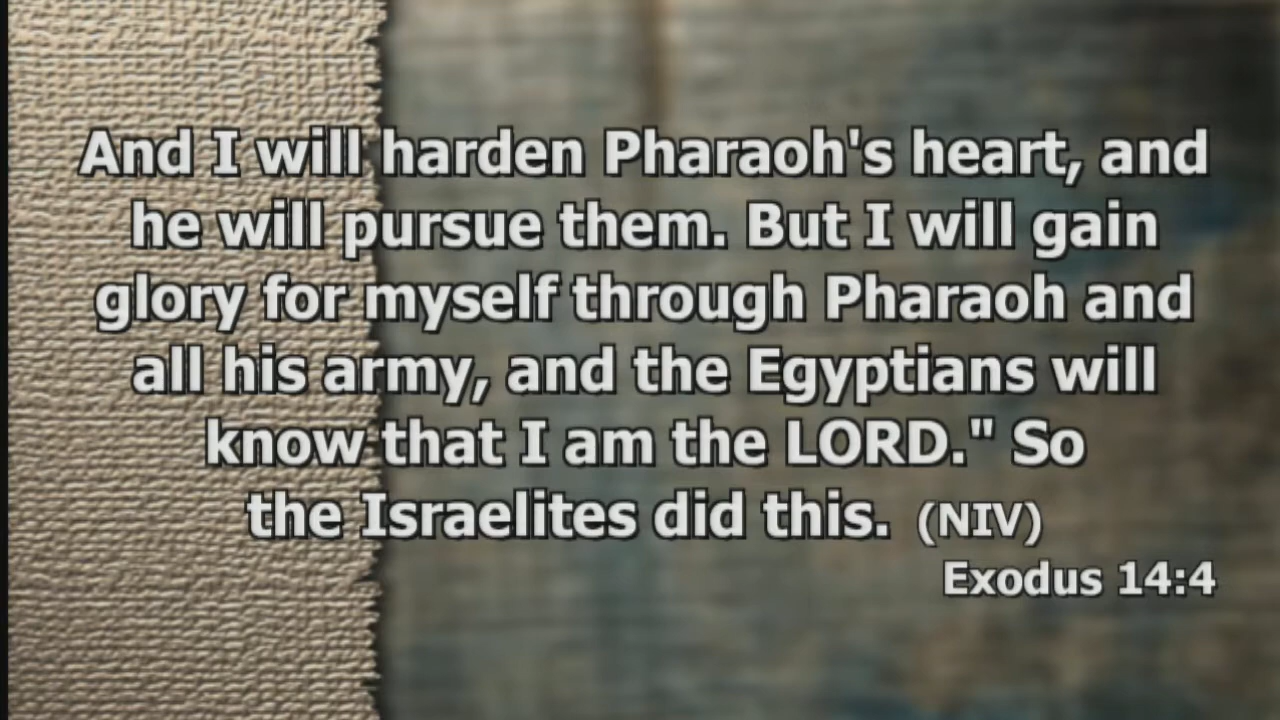 And I will harden Pharaoh's heart, and
he will pursue them. But I will gain
glory for myself through Pharaoh and
all his army, and the Egyptians will
know that I am the LORD." So
the Israelites did this. (NIV)
Exodus 14:4